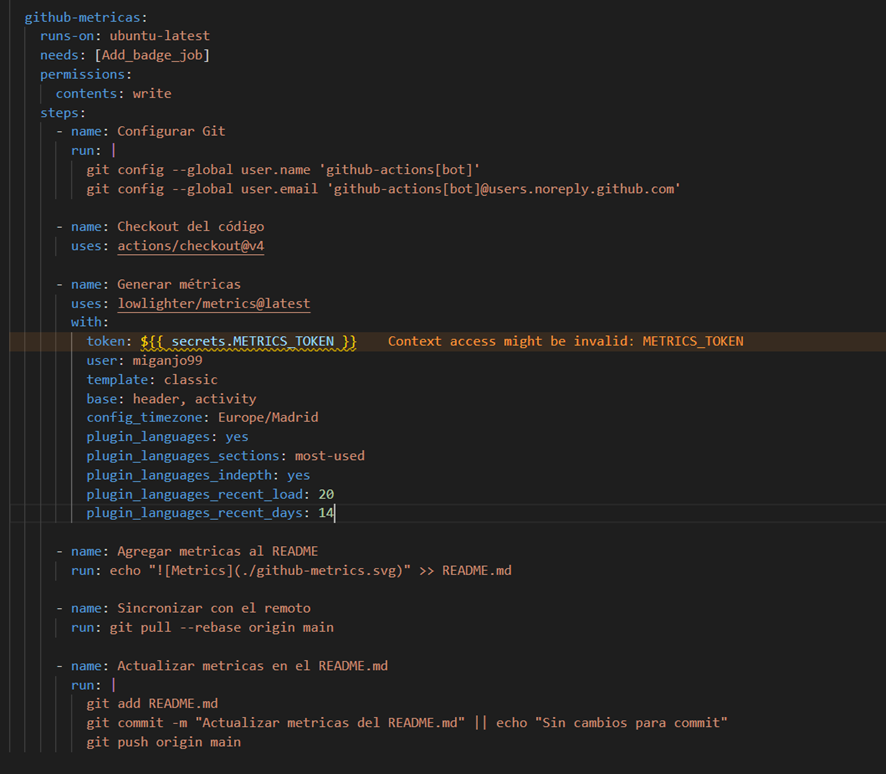 github-metricas:
runs-on: ubuntu-latest
needs: [Add_badge_job]
permissions:
contents: write
steps:
- name: Configurar Git
run: |
git config --global user.name 'github-actions[bot]'
git config --global user.email 'github-actions[bot]@users.noreply.github.com'
- name: Checkout del código
uses: actions/checkout@v4
- name: Generar métricas
uses: lowlighter/metrics@latest
with:
token: ${{ secrets.METRICS_TOKEN }} Context access might be invalid: METRICS_TOKEN
user: miganjo99
template: classic
base: header, activity
config_timezone: Europe/Madrid
plugin_languages: yes
plugin_languages_sections: most-used
plugin_languages_indepth: yes
plugin_languages_recent_load: 20
plugin_languages_recent_days: 14
- name: Agregar metricas al README
run: echo "![Metrics](./github-metrics.svg)" >> README.md
- name: Sincronizar con el remoto
run: git pull --rebase origin main
- name: Actualizar metricas en el README.md
run: |
git add README.md
git commit -m "Actualizar metricas del README.md" || echo "Sin cambios para commit"
git push origin main